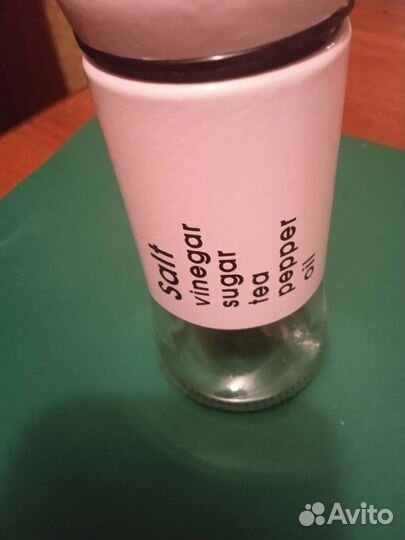 salt
vinegar
sugar
tea
pepper
oil
Avito